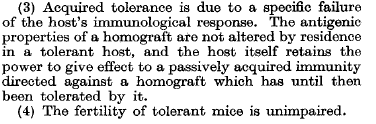 (3) Acquired tolerance is due to a specific failure
of the host's immunological response. The antigenic
properties of a homograft are not altered by residence
in a tolerant host, and the host itself retains the
power to give effect to a passively acquired immunity
directed against a homograft which has until then
been tolerated by it.
(4) The fertility of tolerant mice is unimpaired.